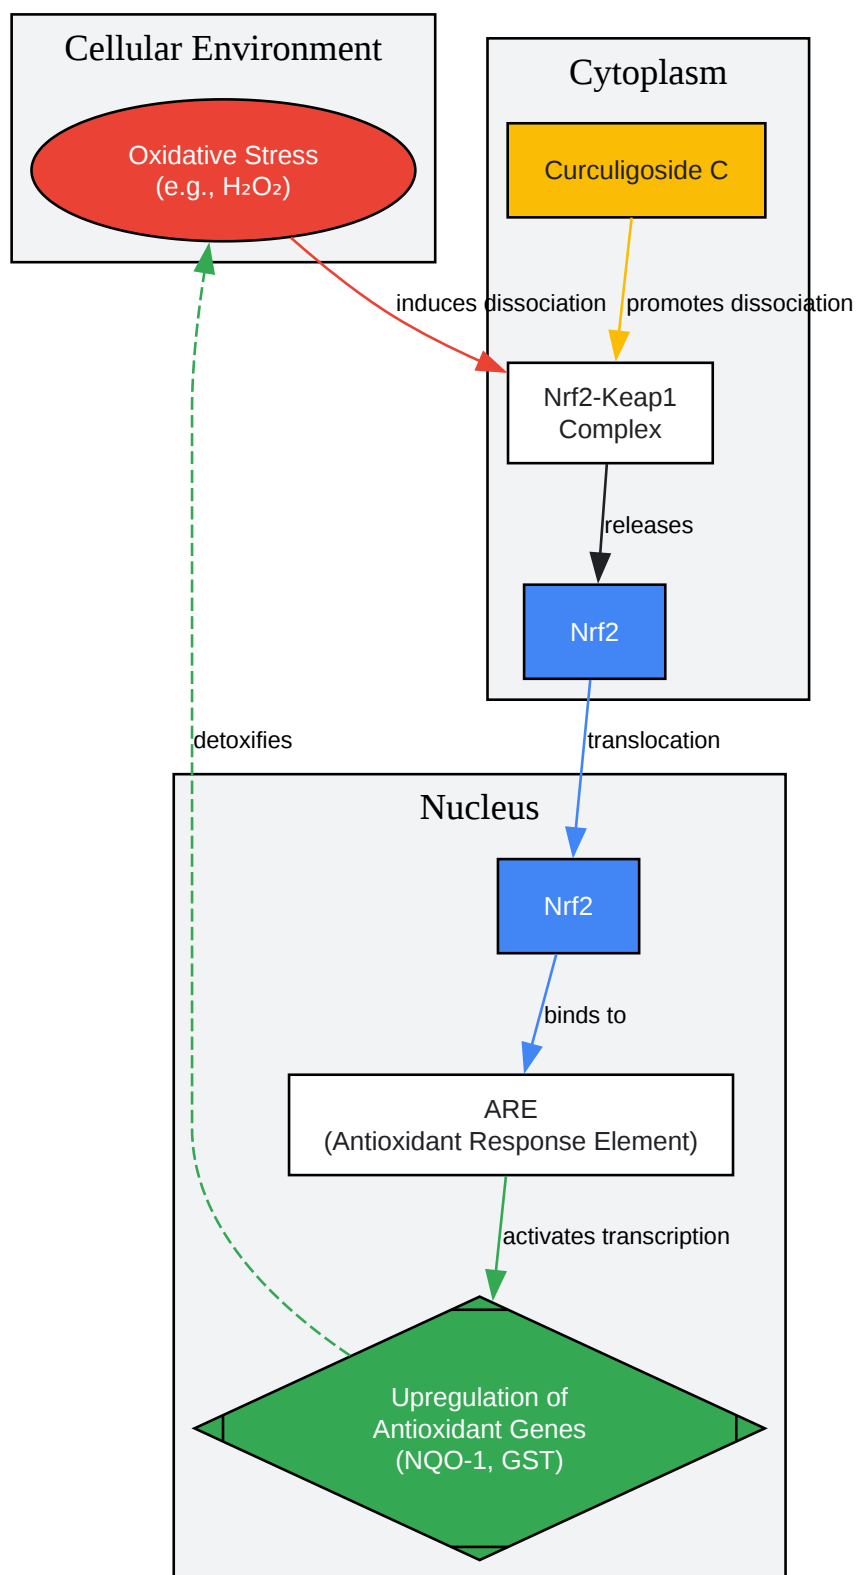 Cellular Environment
Oxidative Stress
(e.g., H₂O₂)
Cytoplasm
Curculigoside C
induces dissociation
promotes dissociation
Nrf2-Keap1
Complex
releases
Nrf2
detoxifies
translocation
Nucleus
Nrf2
binds to
ARE
(Antioxidant Response Element)
activates transcription
Upregulation of
Antioxidant Genes
(NQO-1, GST)